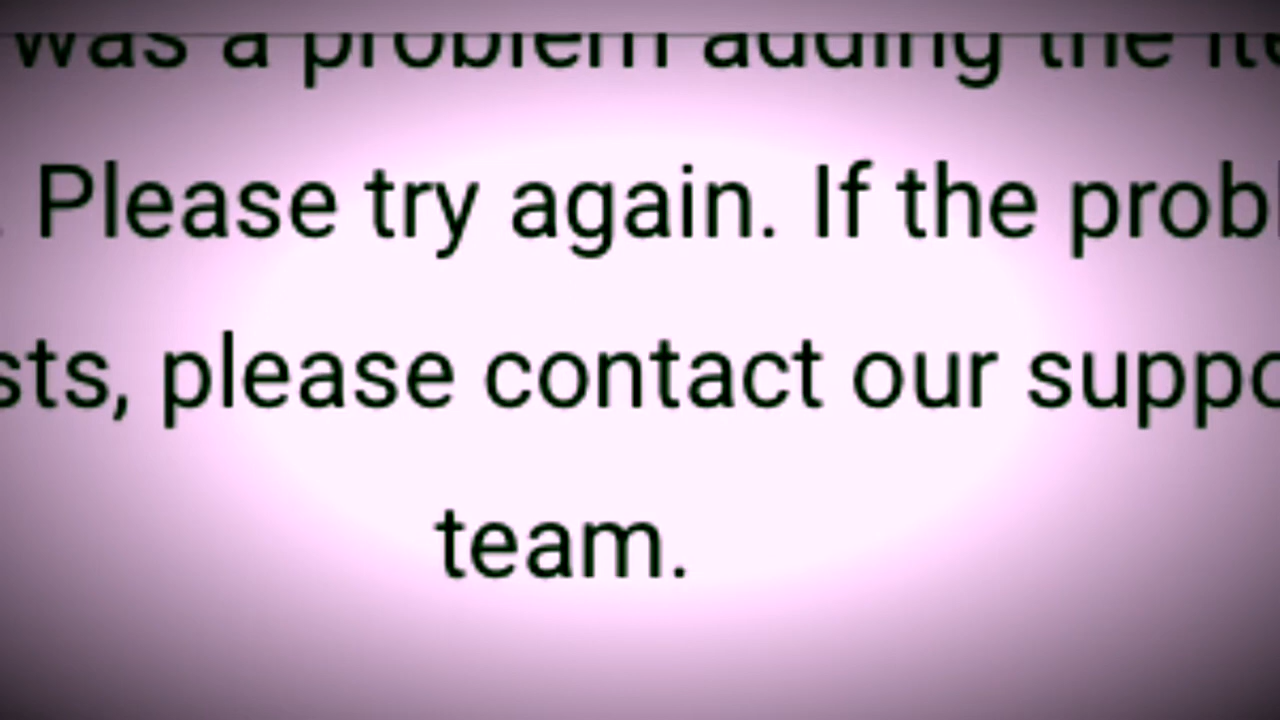 was a problem adding the
. Please try again. If the
please contact our
team.